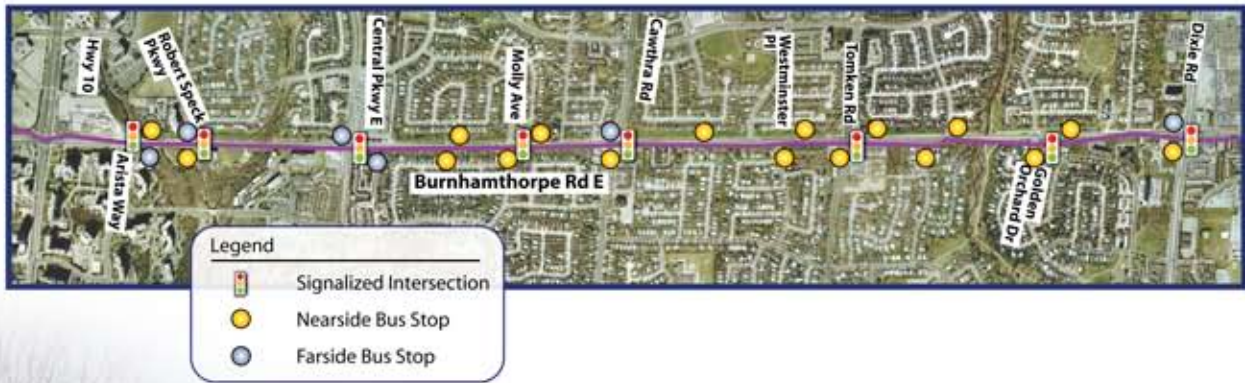 Hwy 10
Robert Speck
Pkwy
Central Pkwy E
Molly Ave
Cawthra Rd
Westminster
Pl
Tomken Rd
Dixie Rd
Arista Way
Burnhamthorpe Rd E
Golden
Orchard Dr
Legend
Signalized Intersection
Nearside Bus Stop
Farside Bus Stop